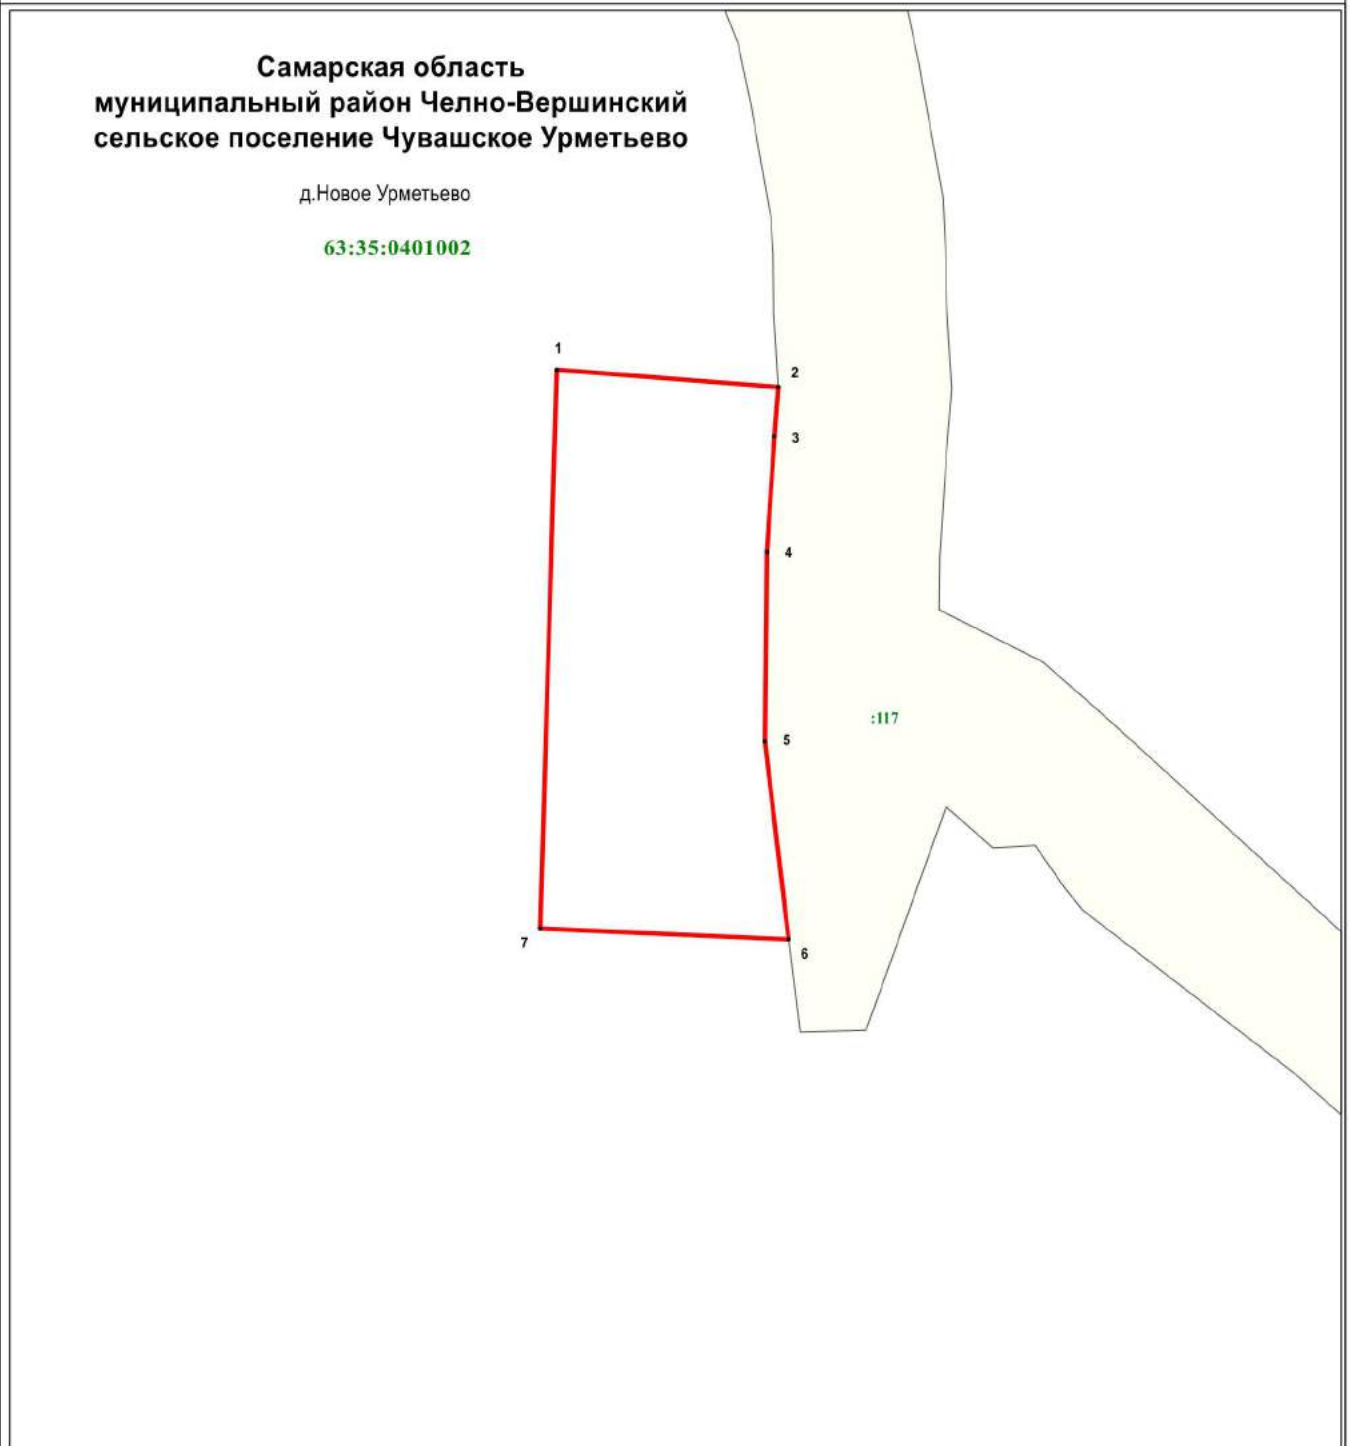 Самарская область
муниципальный район Челно-Вершинский
сельское поселение Чувашское Урметьево
д.Новое Урметьево
63:35:0401002
1
2
3
4
:117
5
7
6